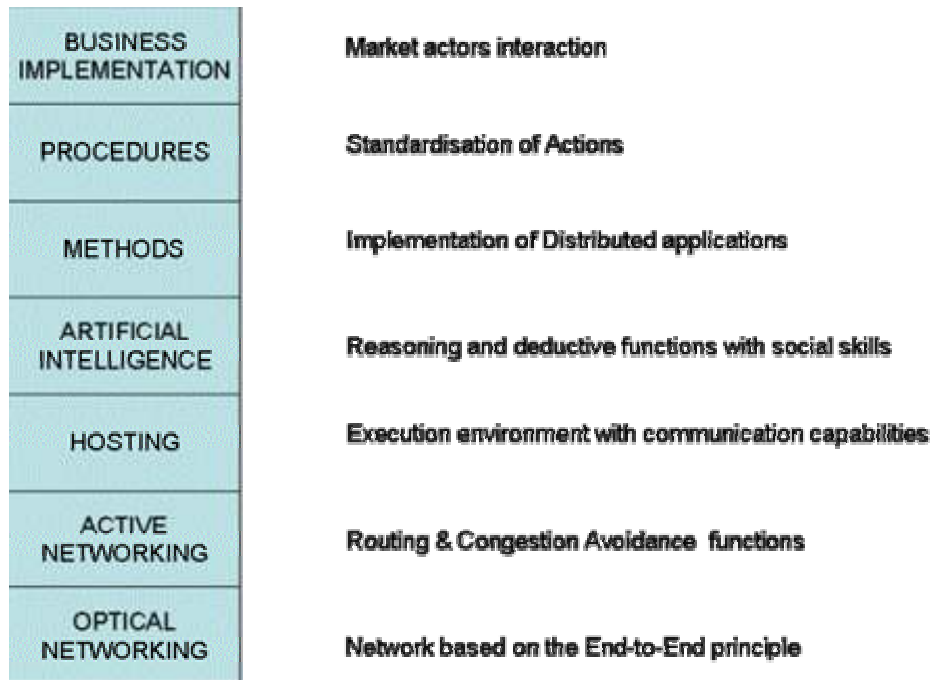 BUSINESS
IMPLEMENTATION
Market actors interaction
PROCEDURES
Standardisation of Actions
METHODS
Implementation of Distributed applications
ARTIFICIAL
INTELLIGENCE
Reasoning and deductive functions with social skills
HOSTING
Execution environment with communication capabilities
ACTIVE
NETWORKING
Routing & Congestion Avoidance functions
OPTICAL
NETWORKING
Network based on the End-to-End principle